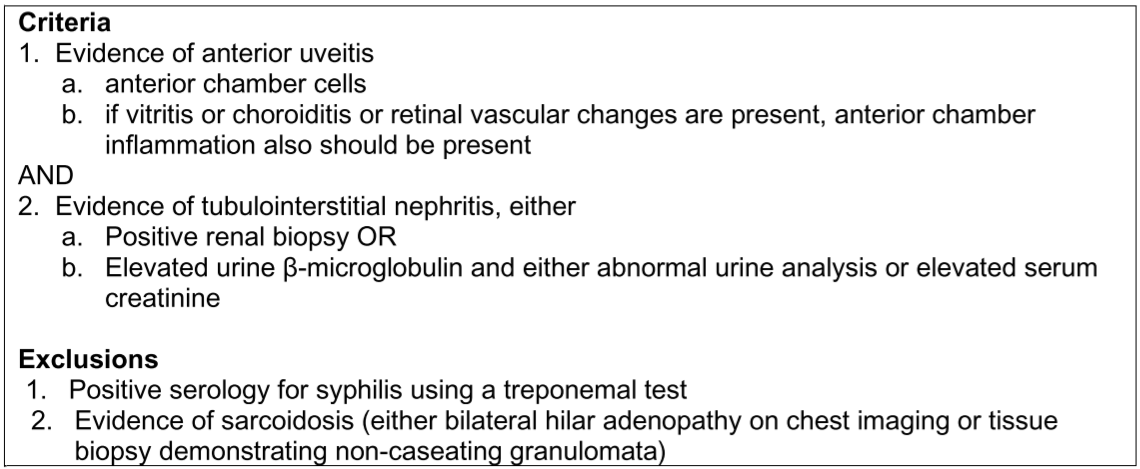 Criteria
1. Evidence of anterior uveitis
a. anterior chamber cells
b. if vitritis or choroiditis or retinal vascular changes are present, anterior chamber
inflammation also should be present
AND
2. Evidence of tubulointerstitial nephritis, either
a. Positive renal biopsy OR
b. Elevated urine β-microglobulin and either abnormal urine analysis or elevated serum
creatinine
Exclusions
1. Positive serology for syphilis using a treponemal test
2. Evidence of sarcoidosis (either bilateral hilar adenopathy on chest imaging or tissue
biopsy demonstrating non-caseating granulomata)